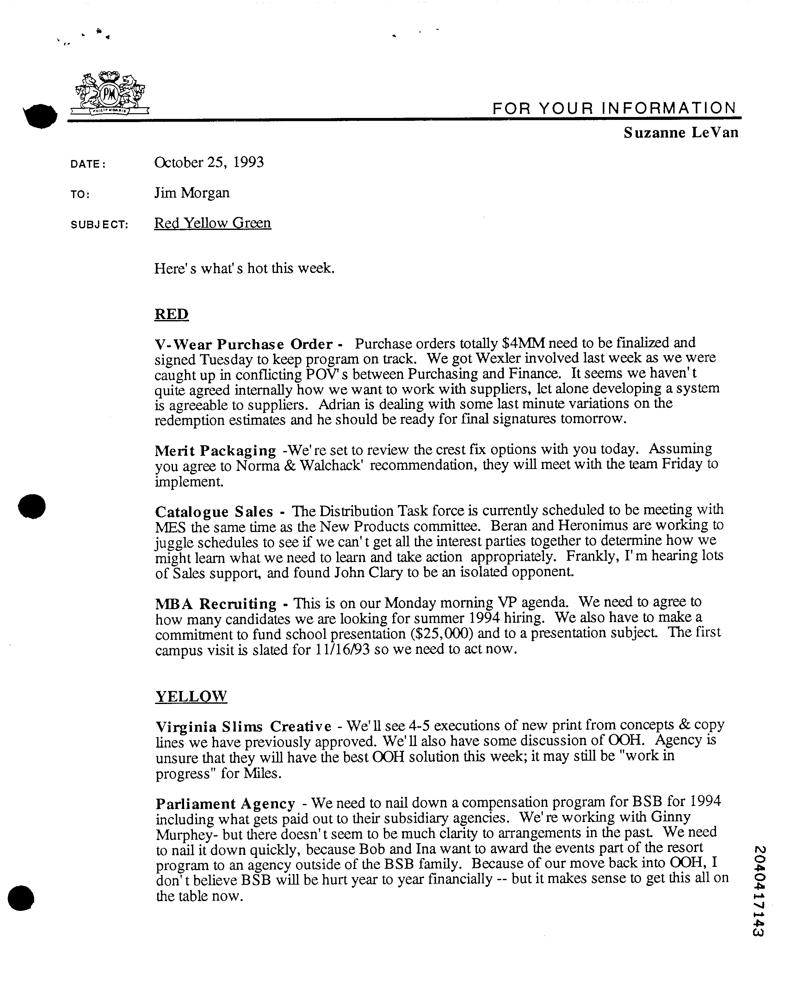 PM
PHILIP MORRIS
FOR YOUR INFORMATION
Suzanne LeVan
DATE: October 25, 1993
TO: Jim Morgan
SUBJECT: Red Yellow Green
Here's what's hot this week.
RED
V-Wear Purchase Order - Purchase orders totally $4MM need to be finalized and
signed Tuesday to keep program on track. We got Wexler involved last week as we were
caught up in conflicting POV's between Purchasing and Finance. It seems we haven't
quite agreed internally how we want to work with suppliers, let alone developing a system
is agreeable to suppliers. Adrian is dealing with some last minute variations on the
redemption estimates and he should be ready for final signatures tomorrow.
Merit Packaging -We're set to review the crest fix options with you today. Assuming
you agree to Norma & Walchack' recommendation, they will meet with the team Friday to
implement.
Catalogue Sales - The Distribution Task force is currently scheduled to be meeting with
MES the same time as the New Products committee. Beran and Heronimus are working to
juggle schedules to see if we can't get all the interest parties together to determine how we
might learn what we need to learn and take action appropriately. Frankly, I'm hearing lots
of Sales support, and found John Clary to be an isolated opponent.
MBA Recruiting - This is on our Monday morning VP agenda. We need to agree to
how many candidates we are looking for summer 1994 hiring. We also have to make a
commitment to fund school presentation ($25,000) and to a presentation subject. The first
campus visit is slated for 11/16/93 so we need to act now.
YELLOW
Virginia Slims Creative - We'll see 4-5 executions of new print from concepts & copy
lines we have previously approved. We'll also have some discussion of OOH. Agency is
unsure that they will have the best OOH solution this week; it may still be "work in
progress" for Miles.
Parliament Agency - We need to nail down a compensation program for BSB for 1994
including what gets paid out to their subsidiary agencies. We're working with Ginny
Murphey- but there doesn't seem to be much clarity to arrangements in the past. We need
to nail it down quickly, because Bob and Ina want to award the events part of the resort
program to an agency outside of the BSB family. Because of our move back into OOH, I
don't believe BSB will be hurt year to year financially -- but it makes sense to get this all on
the table now.
2040417143